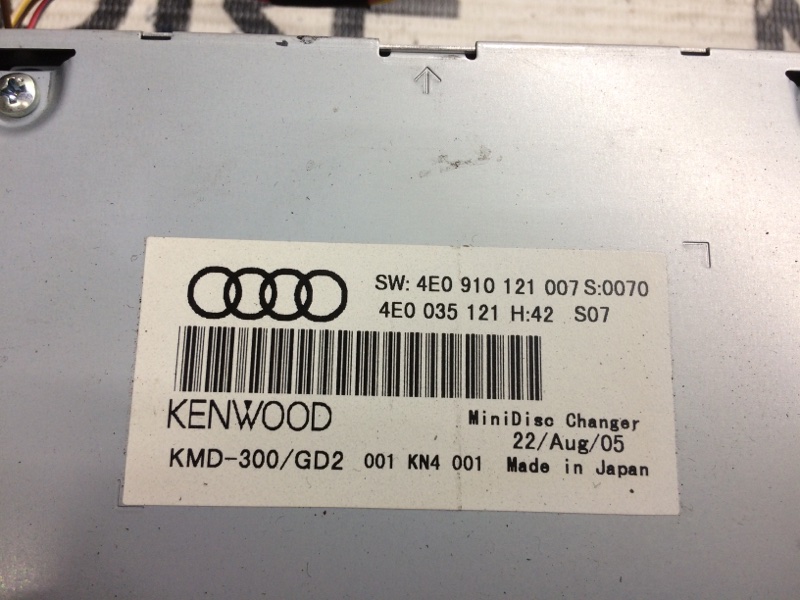 SW: 4E0 910 121 007 S:0070
4E0 035 121 H:42 S07
KENWOOD
MiniDisc Changer
22/Aug/05
KMD-300/GD2 001 KN4 001 Made in Japan